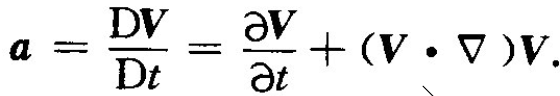 a = DV/Dt = ∂V/∂t + (V • ∇)V.